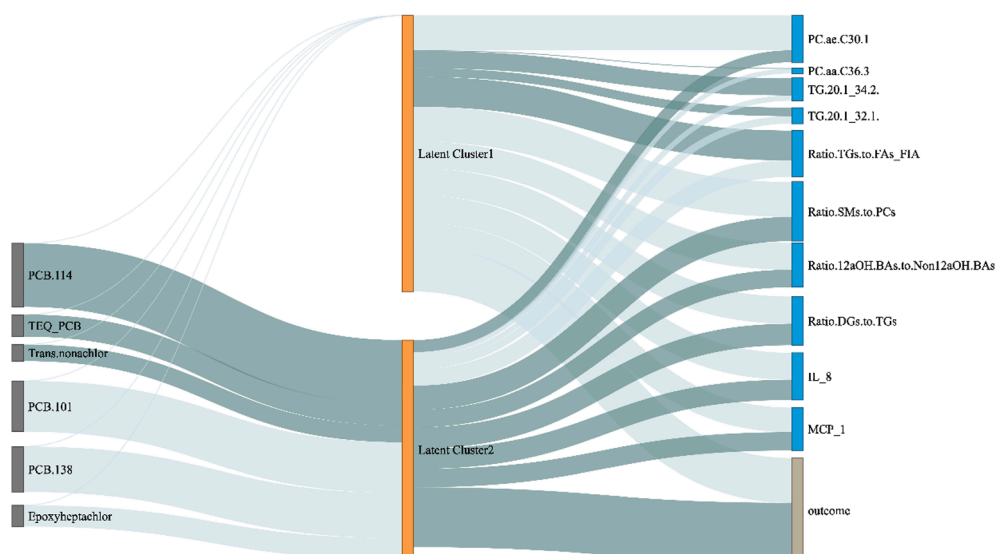 PCB.114
TEQ_PCB
Trans.nonachlor
PCB.101
PCB.138
Epoxyheptachlor
Latent Cluster1
Latent Cluster2
PC.ae.C30.1
PC.aa.C36.3
TG.20.1_34.2.
TG.20.1_32.1.
Ratio.TGs.to.FAs_FIA
Ratio.SMs.to.PCs
Ratio.12aOH.BAs.to.Non12aOH.BAs
Ratio.DGs.to.TGs
IL_8
MCP_1
outcome